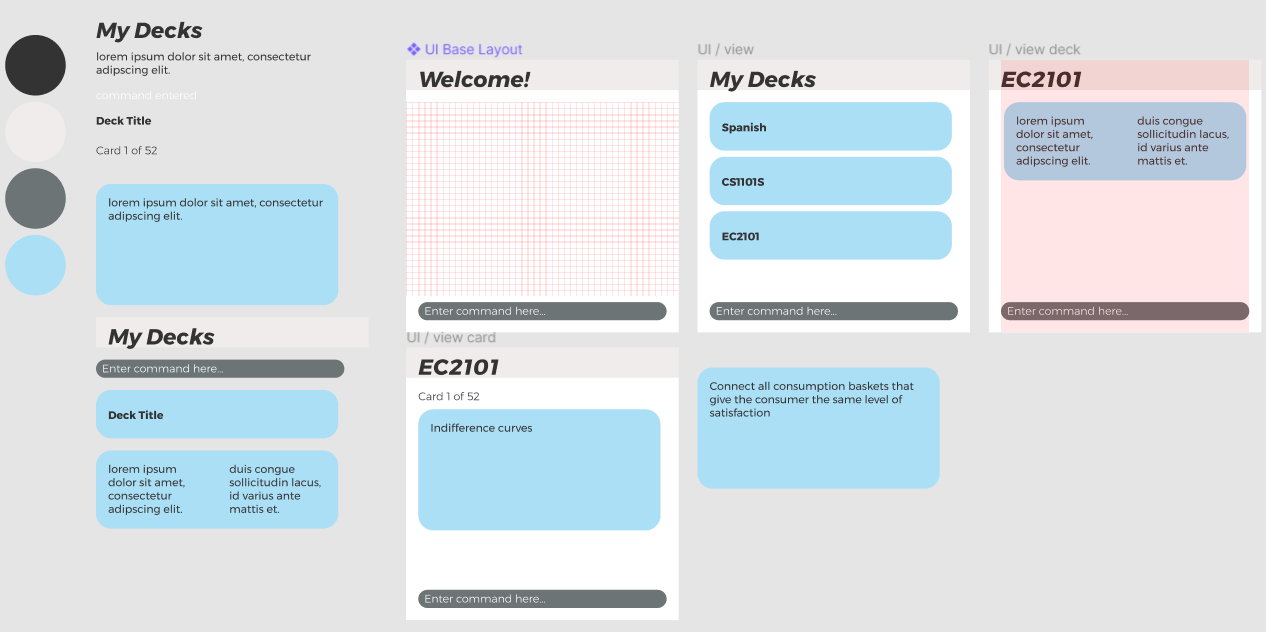 My Decks
lorem ipsum dolor sit amet, consectetur
adipscing elit.
command entered
Deck Title
Card 1 of 52
lorem ipsum dolor sit amet, consectetur
adipscing elit.
My Decks
Enter command here...
Deck Title
lorem ipsum
dolor sit amet,
consectetur
adipscing elit.
duis congue
sollicitudin lacus,
id varius ante
mattis et.
UI Base Layout
Welcome!
Enter command here...
UI / view
My Decks
Spanish
CS1101S
EC2101
Enter command here...
UI / view deck
EC2101
lorem ipsum
dolor sit amet,
consectetur
adipscing elit.
duis congue
sollicitudin lacus,
id varius ante
mattis et.
Enter command here...
UI / view card
EC2101
Card 1 of 52
Indifference curves
Enter command here...
Connect all consumption baskets that
give the consumer the same level of
satisfaction